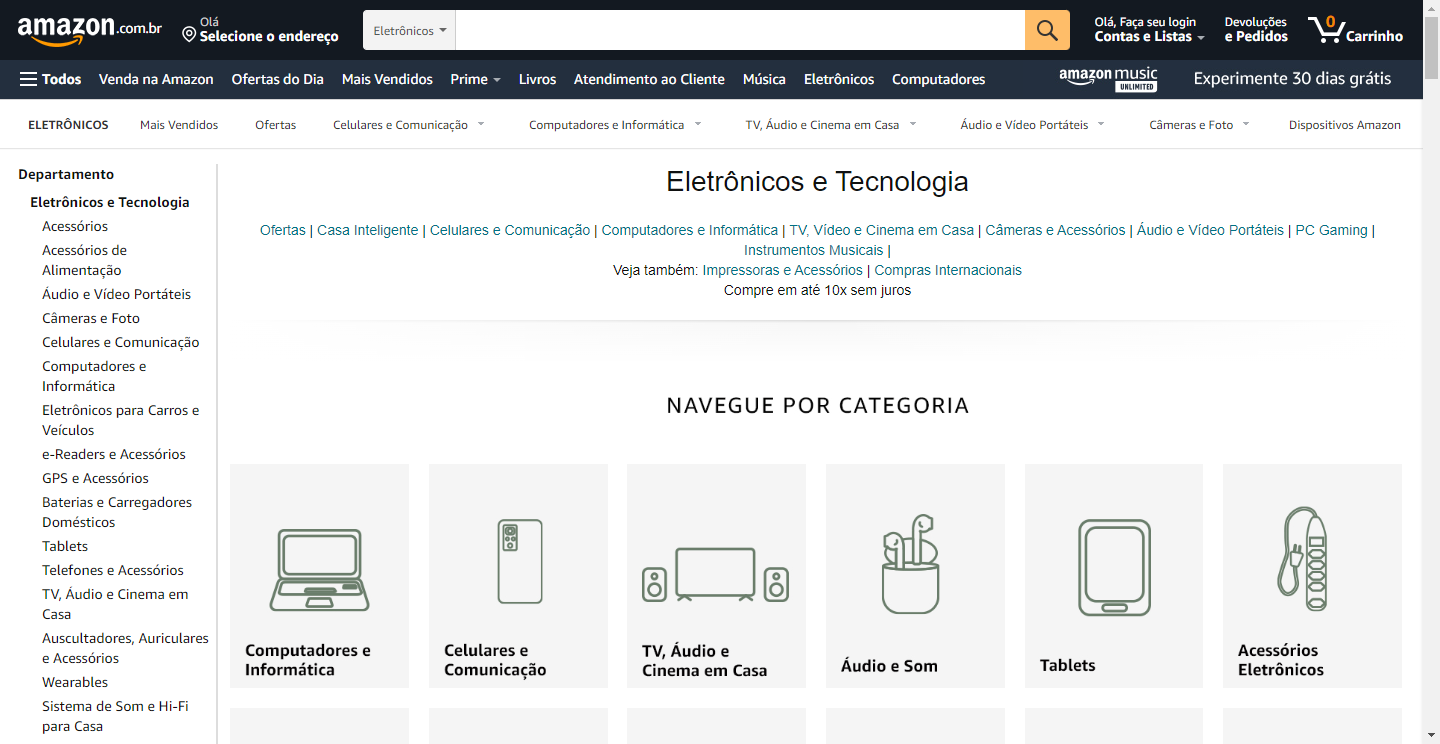 amazon.com.br
Olá
Selecione o endereço
Eletrônicos
Olá, Faça seu login
Contas e Listas
Devoluções
e Pedidos
0
Carrinho
Todos
Venda na Amazon
Ofertas do Dia
Mais Vendidos
Prime
Livros
Atendimento ao Cliente
Música
Eletrônicos
Computadores
amazon music
UNLIMITED
Experimente 30 dias grátis
ELETRÔNICOS
Mais Vendidos
Ofertas
Celulares e Comunicação
Computadores e Informática
TV, Áudio e Cinema em Casa
Áudio e Vídeo Portáteis
Câmeras e Foto
Dispositivos Amazon
Departamento
Eletrônicos e Tecnologia
Acessórios
Acessórios de
Alimentação
Áudio e Vídeo Portáteis
Câmeras e Foto
Celulares e Comunicação
Computadores e
Informática
Eletrônicos para Carros e
Veículos
e-Readers e Acessórios
GPS e Acessórios
Baterias e Carregadores
Domésticos
Tablets
Telefones e Acessórios
TV, Áudio e Cinema em
Casa
Auscultadores, Auriculares
e Acessórios
Wearables
Sistema de Som e Hi-Fi
para Casa
Eletrônicos e Tecnologia
Ofertas | Casa Inteligente | Celulares e Comunicação | Computadores e Informática | TV, Vídeo e Cinema em Casa | Câmeras e Acessórios | Áudio e Vídeo Portáteis | PC Gaming |
Instrumentos Musicais |
Veja também: Impressoras e Acessórios | Compras Internacionais
Compre em até 10x sem juros
NAVEGUE POR CATEGORIA
Computadores e
Informática
Celulares e
Comunicação
TV, Áudio e
Cinema em Casa
Áudio e Som
Tablets
Acessórios
Eletrônicos